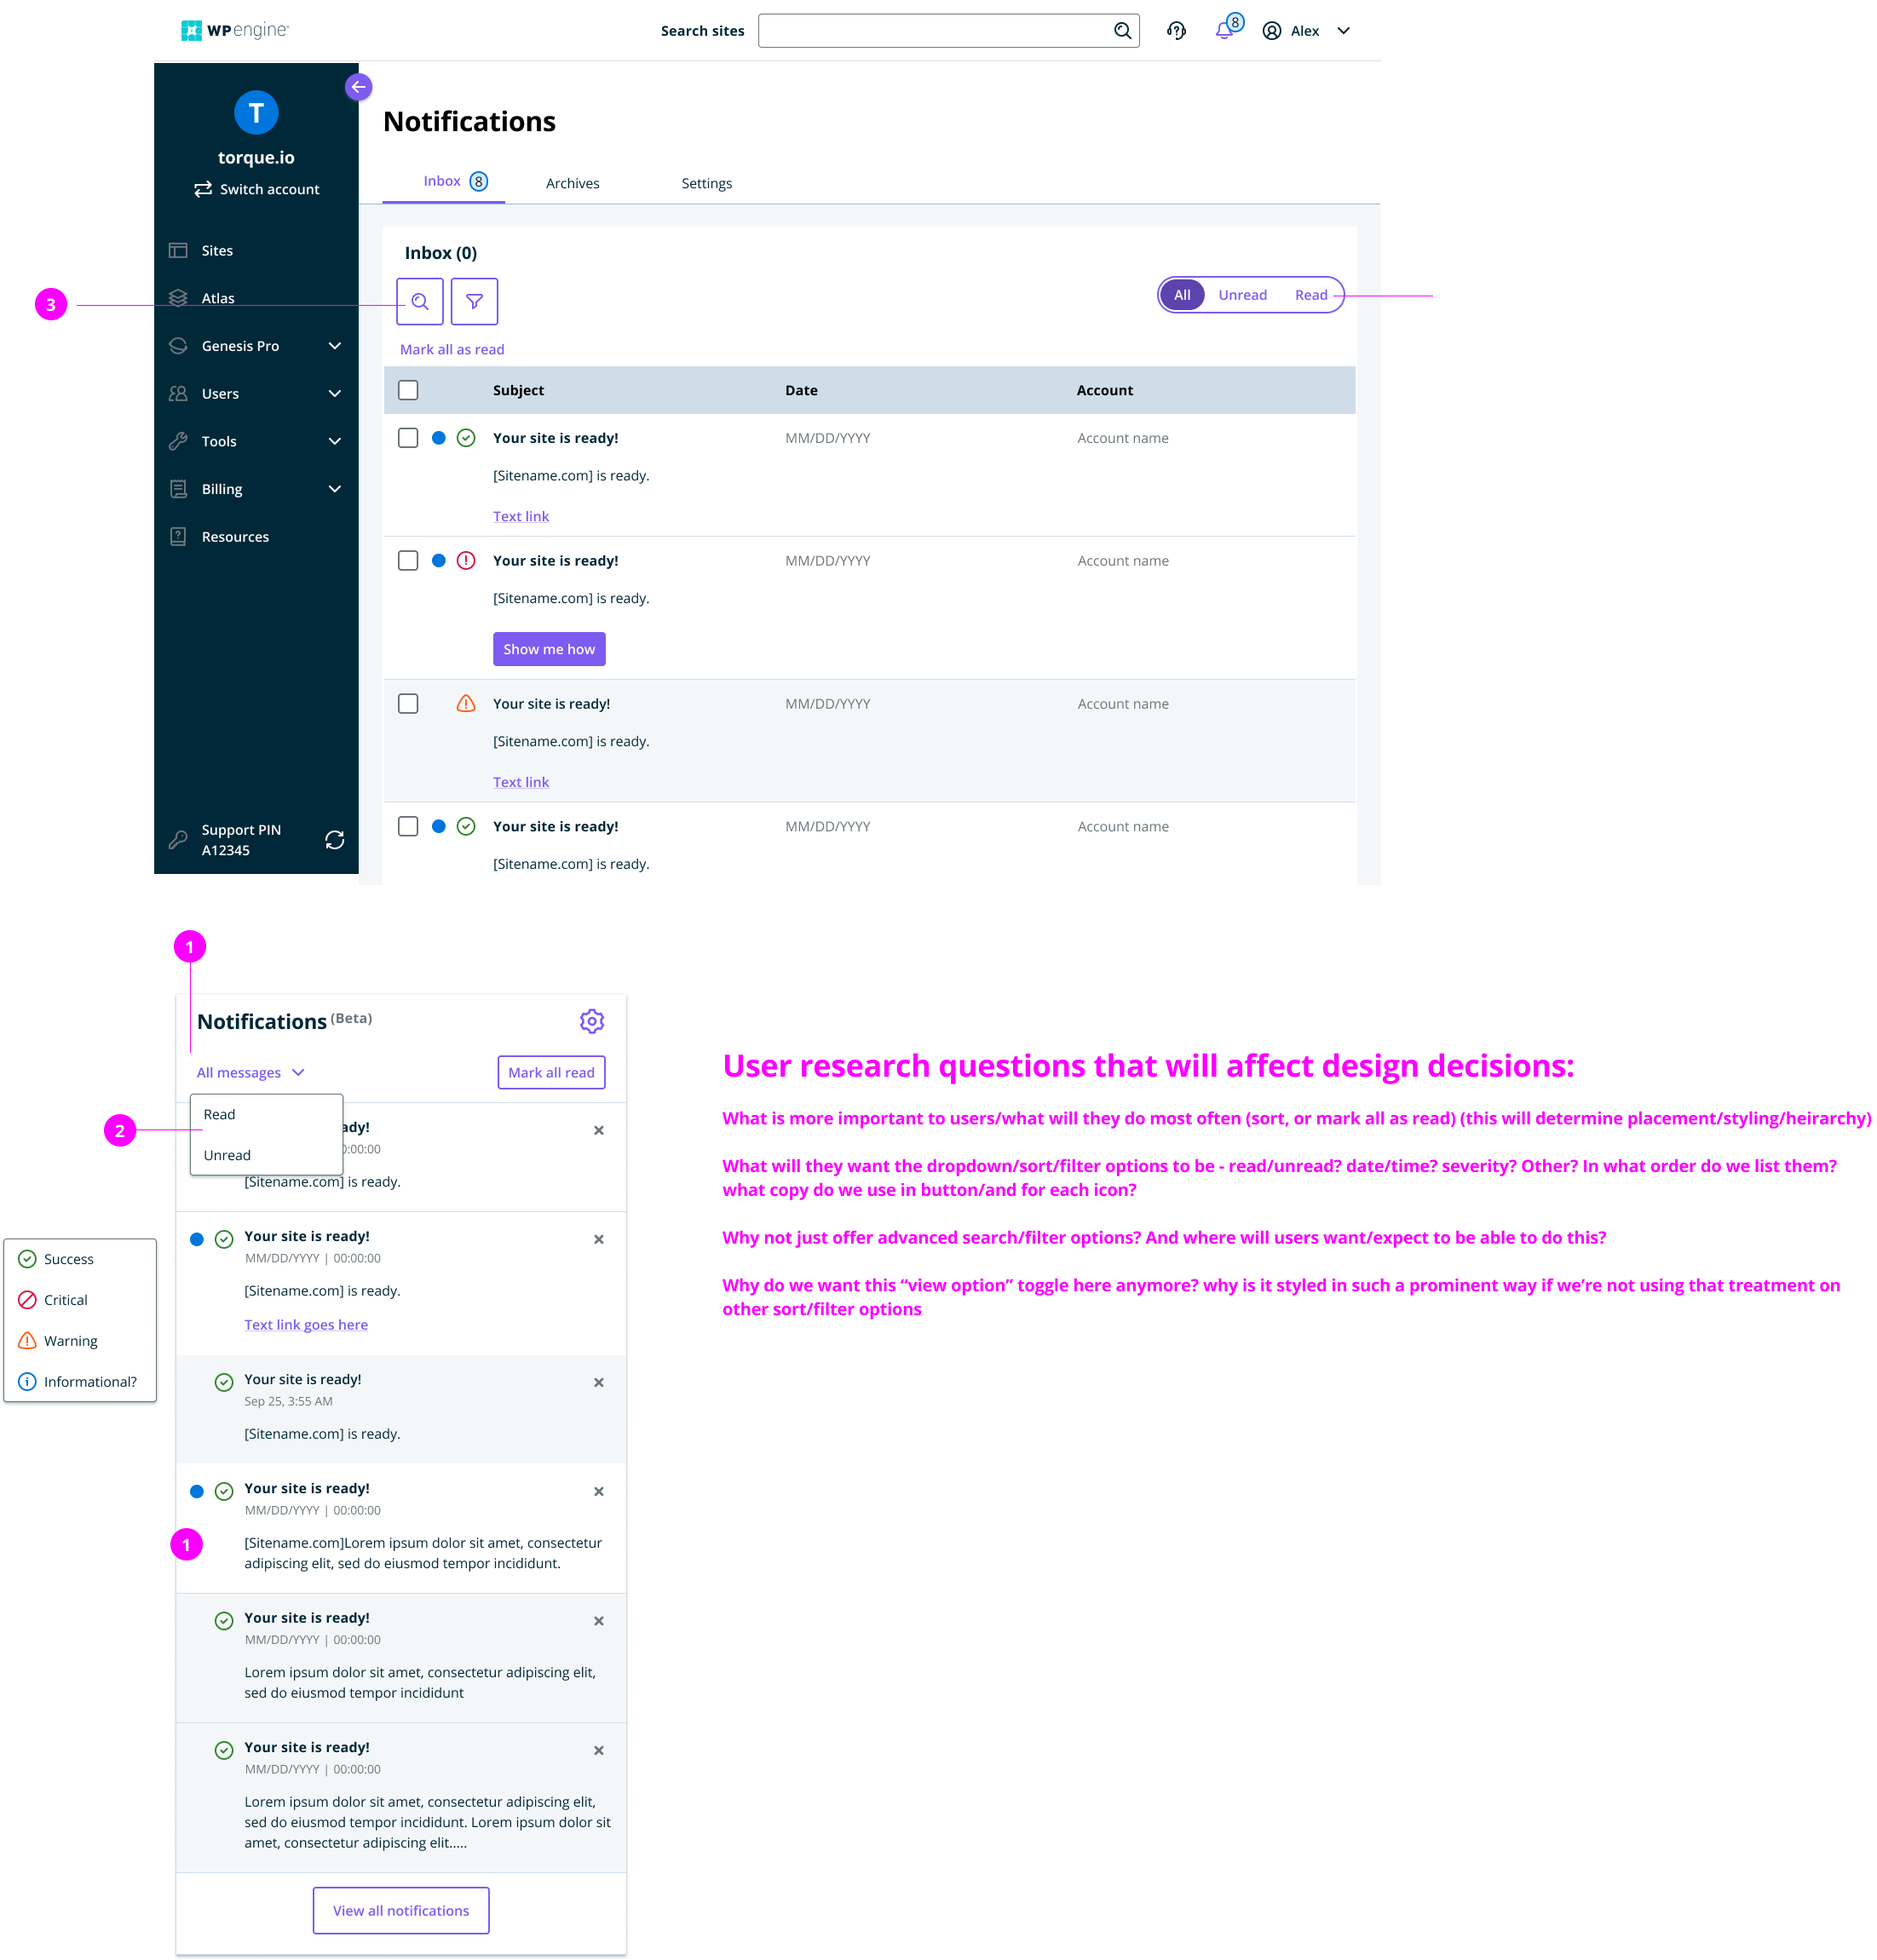 WP engine
Search sites
8
Alex
T
torque.io
Switch account
Sites
Atlas
Genesis Pro
Users
Tools
Billing
Resources
Support PIN
A12345
Notifications
Inbox 8
Archives
Settings
Inbox (0)
3
All Unread Read
Mark all as read
Subject Date Account
Your site is ready! MM/DD/YYYY Account name
[Sitename.com] is ready.
Text link
Your site is ready! MM/DD/YYYY Account name
[Sitename.com] is ready.
Show me how
Your site is ready! MM/DD/YYYY Account name
[Sitename.com] is ready.
Text link
Your site is ready! MM/DD/YYYY Account name
[Sitename.com] is ready.
1
Notifications (Beta)
All messages
Mark all read
2
Read
Unread
ady!
0:00:00
[Sitename.com] is ready.
Your site is ready!
MM/DD/YYYY | 00:00:00
[Sitename.com] is ready.
Text link goes here
Success
Critical
Warning
Informational?
Your site is ready!
Sep 25, 3:55 AM
[Sitename.com] is ready.
Your site is ready!
MM/DD/YYYY | 00:00:00
1
[Sitename.com]Lorem ipsum dolor sit amet, consectetur
adipiscing elit, sed do eiusmod tempor incididunt.
Your site is ready!
MM/DD/YYYY | 00:00:00
Lorem ipsum dolor sit amet, consectetur adipiscing elit,
sed do eiusmod tempor incididunt
Your site is ready!
MM/DD/YYYY | 00:00:00
Lorem ipsum dolor sit amet, consectetur adipiscing elit,
sed do eiusmod tempor incididunt. Lorem ipsum dolor sit
amet, consectetur adipiscing elit.....
View all notifications
User research questions that will affect design decisions:
What is more important to users/what will they do most often (sort, or mark all as read) (this will determine placement/styling/heirarchy)
What will they want the dropdown/sort/filter options to be - read/unread? date/time? severity? Other? In what order do we list them?
what copy do we use in button/and for each icon?
Why not just offer advanced search/filter options? And where will users want/expect to be able to do this?
Why do we want this “view option” toggle here anymore? why is it styled in such a prominent way if we’re not using that treatment on
other sort/filter options